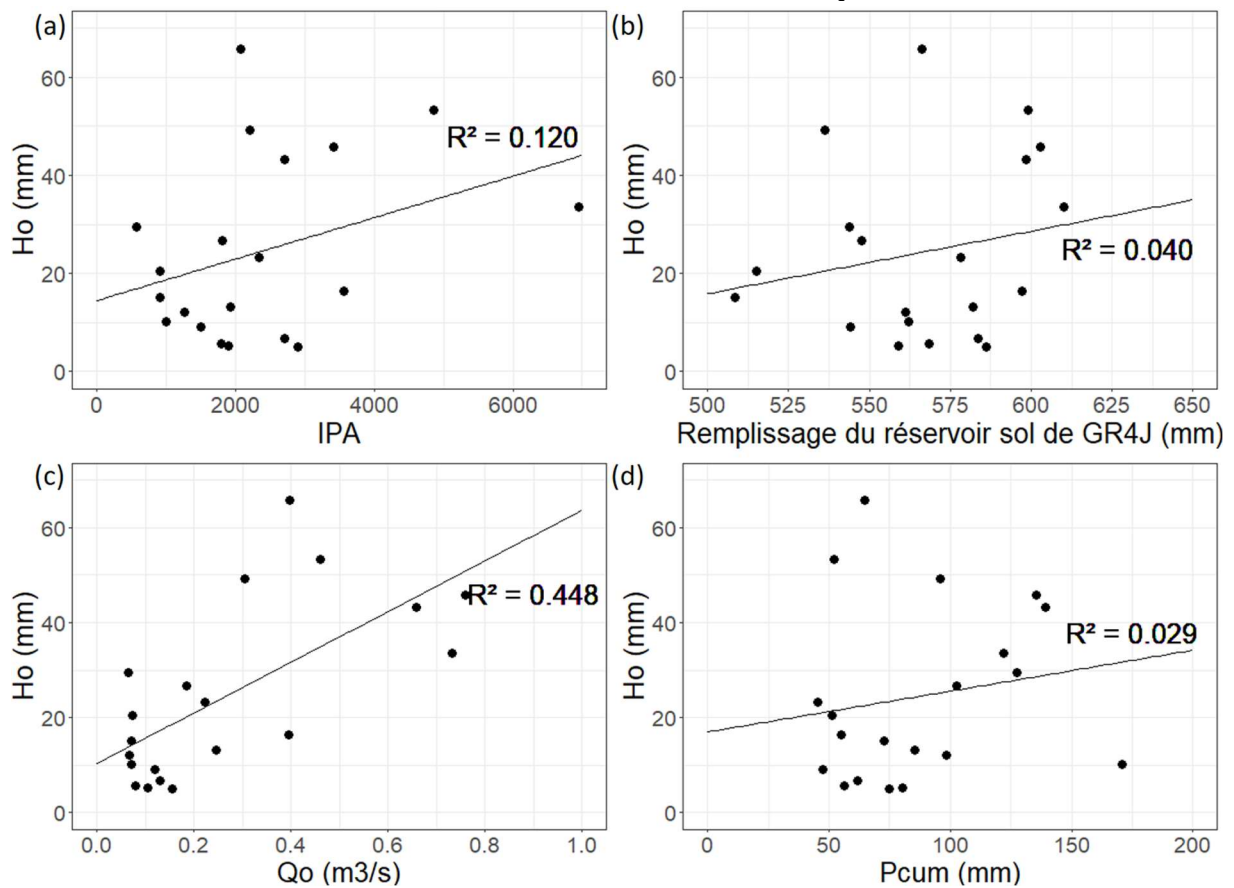 (a)
60
40
20
0
Ho (mm)
R² = 0.120
0 2000 4000 6000
IPA
(b)
60
40
20
0
Ho (mm)
R² = 0.040
500 525 550 575 600 625 650
Remplissage du réservoir sol de GR4J (mm)
(c)
60
40
20
0
Ho (mm)
R² = 0.448
0.0 0.2 0.4 0.6 0.8 1.0
Qo (m3/s)
(d)
60
40
20
0
Ho (mm)
R² = 0.029
0 50 100 150 200
Pcum (mm)